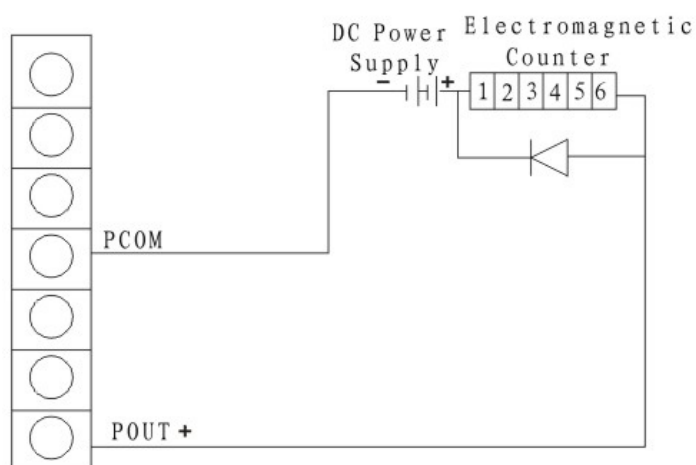 DC Power
Supply
Electromagnetic
Counter
- +
1 2 3 4 5 6
PCOM
POUT +